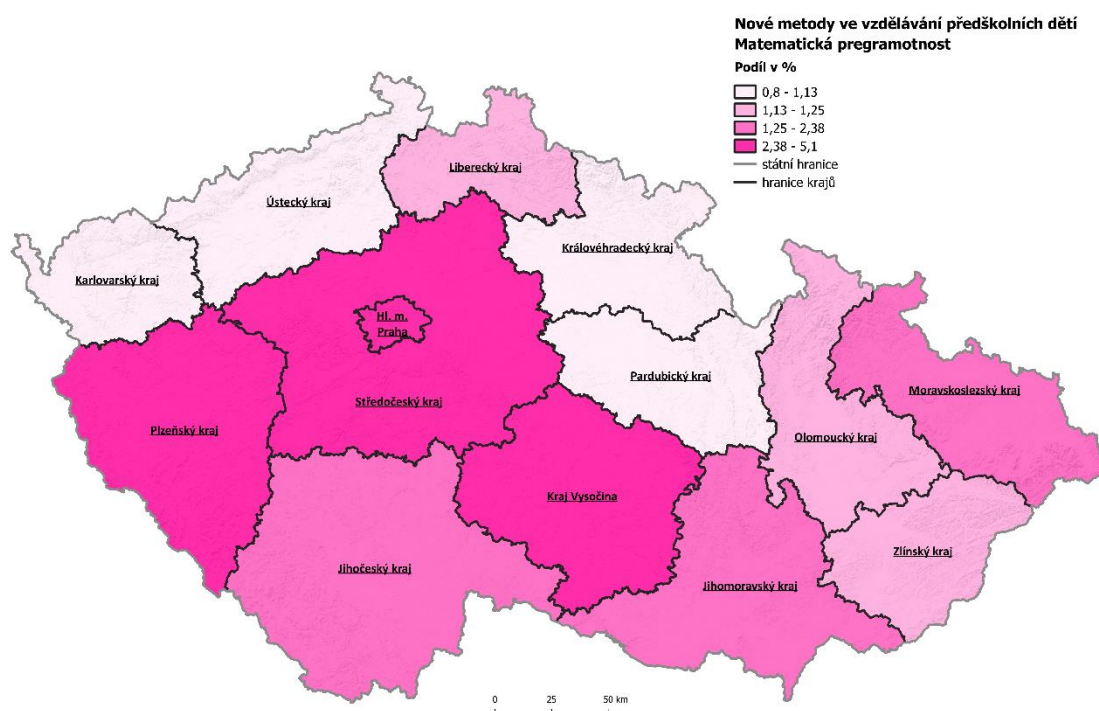 Nové metody ve vzdělávání předškolních dětí
Matematická pregramotnost
Podíl v %
0,8 - 1,13
1,13 - 1,25
1,25 - 2,38
2,38 - 5,1
státní hranice
hranice krajů
Liberecký kraj
Ústecký kraj
Královéhradecký kraj
Karlovarský kraj
Hl. m.
Praha
Pardubický kraj
Moravskoslezský kraj
Středočeský kraj
Plzeňský kraj
Olomoucký kraj
Kraj Vysočina
Zlínský kraj
Jihočeský kraj
Jihomoravský kraj
0 25 50 km